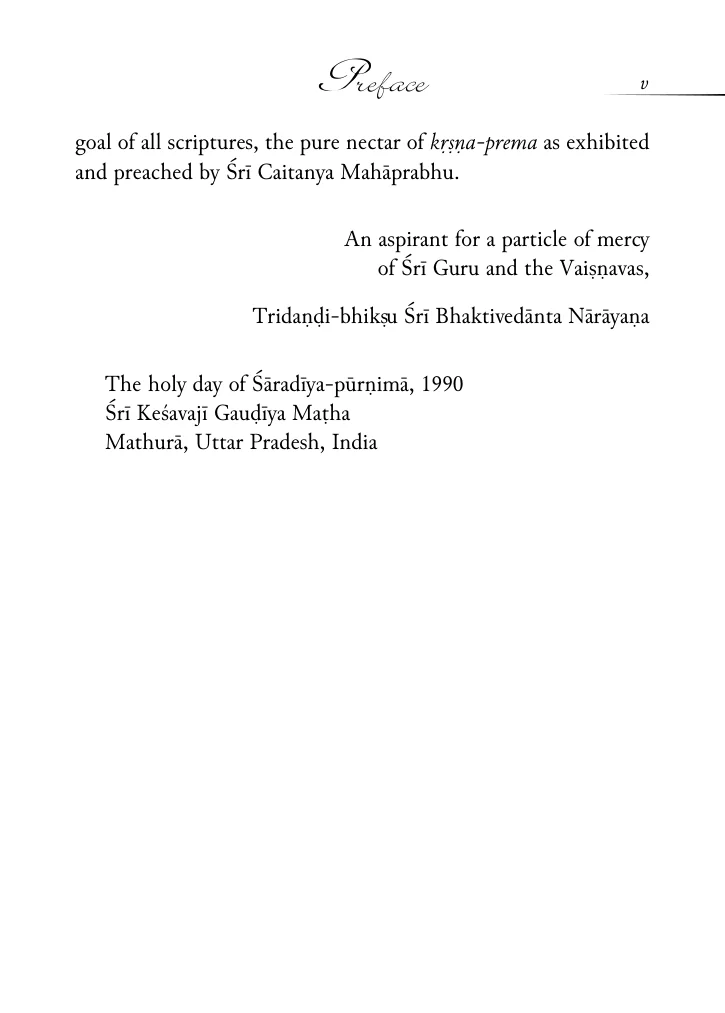 Preface
v
goal of all scriptures, the pure nectar of kṛṣṇa-prema as exhibited
and preached by Śrī Caitanya Mahāprabhu.
An aspirant for a particle of mercy
of Śrī Guru and the Vaiṣṇavas,
Tridaṇḍi-bhikṣu Śrī Bhaktivedānta Nārāyaṇa
The holy day of Śāradīya-pūrṇimā, 1990
Śrī Keśavajī Gauḍīya Maṭha
Mathurā, Uttar Pradesh, India